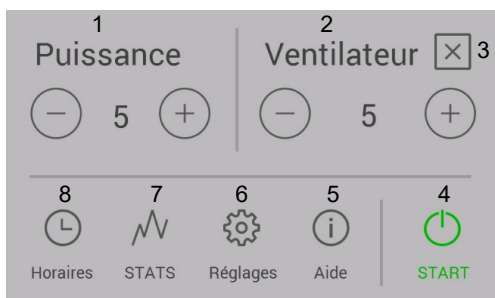 1 2
Puissance Ventilateur 3
5 5
8 7 6 5 4
Horaires STATS Réglages Aide START